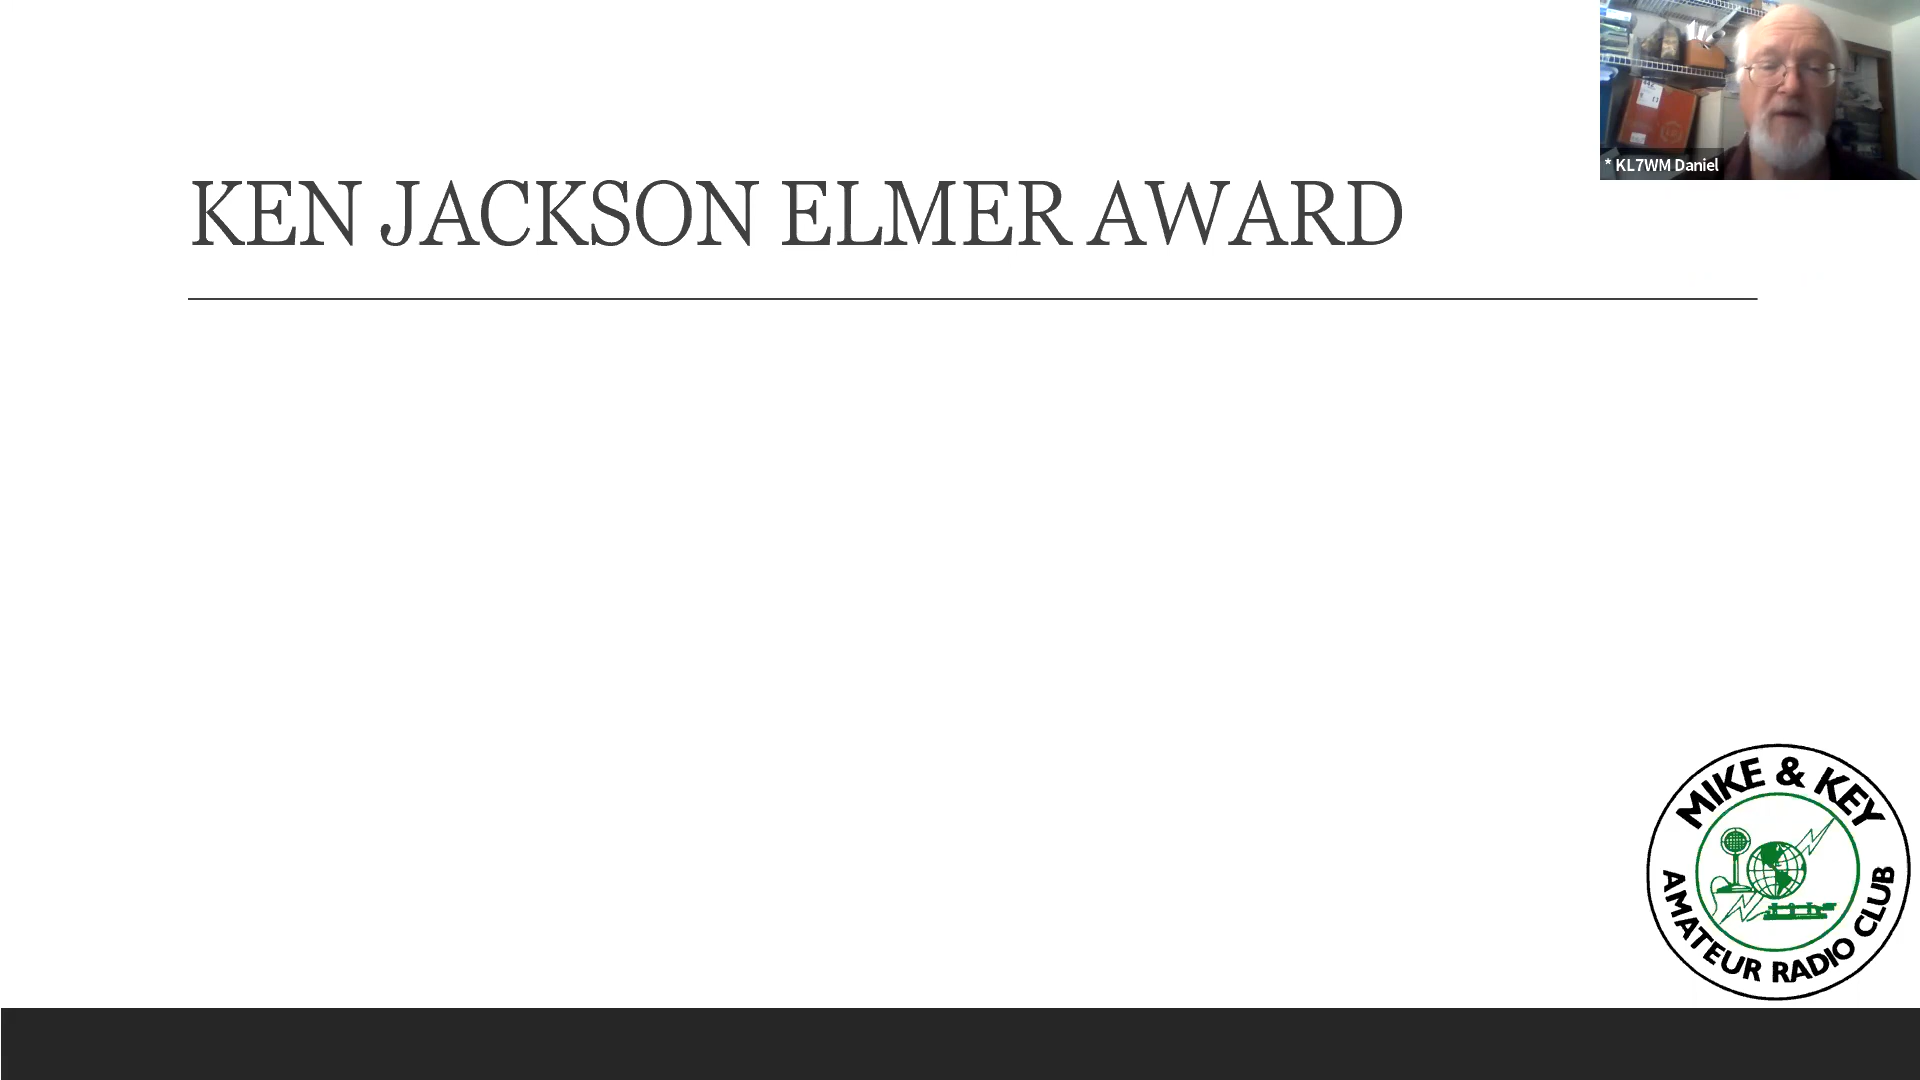 KEN JACKSON ELMER AWARD
* KL7WM Daniel
MIKE & KEY
AMATEUR RADIO CLUB